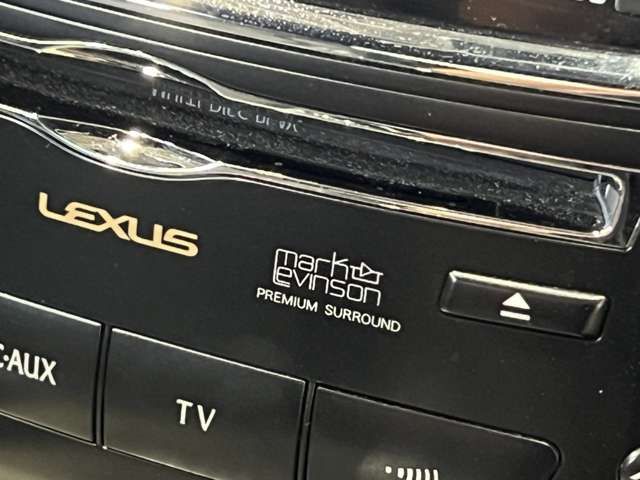 LEXUS
mark
Levinson
PREMIUM SURROUND
C·AUX
TV